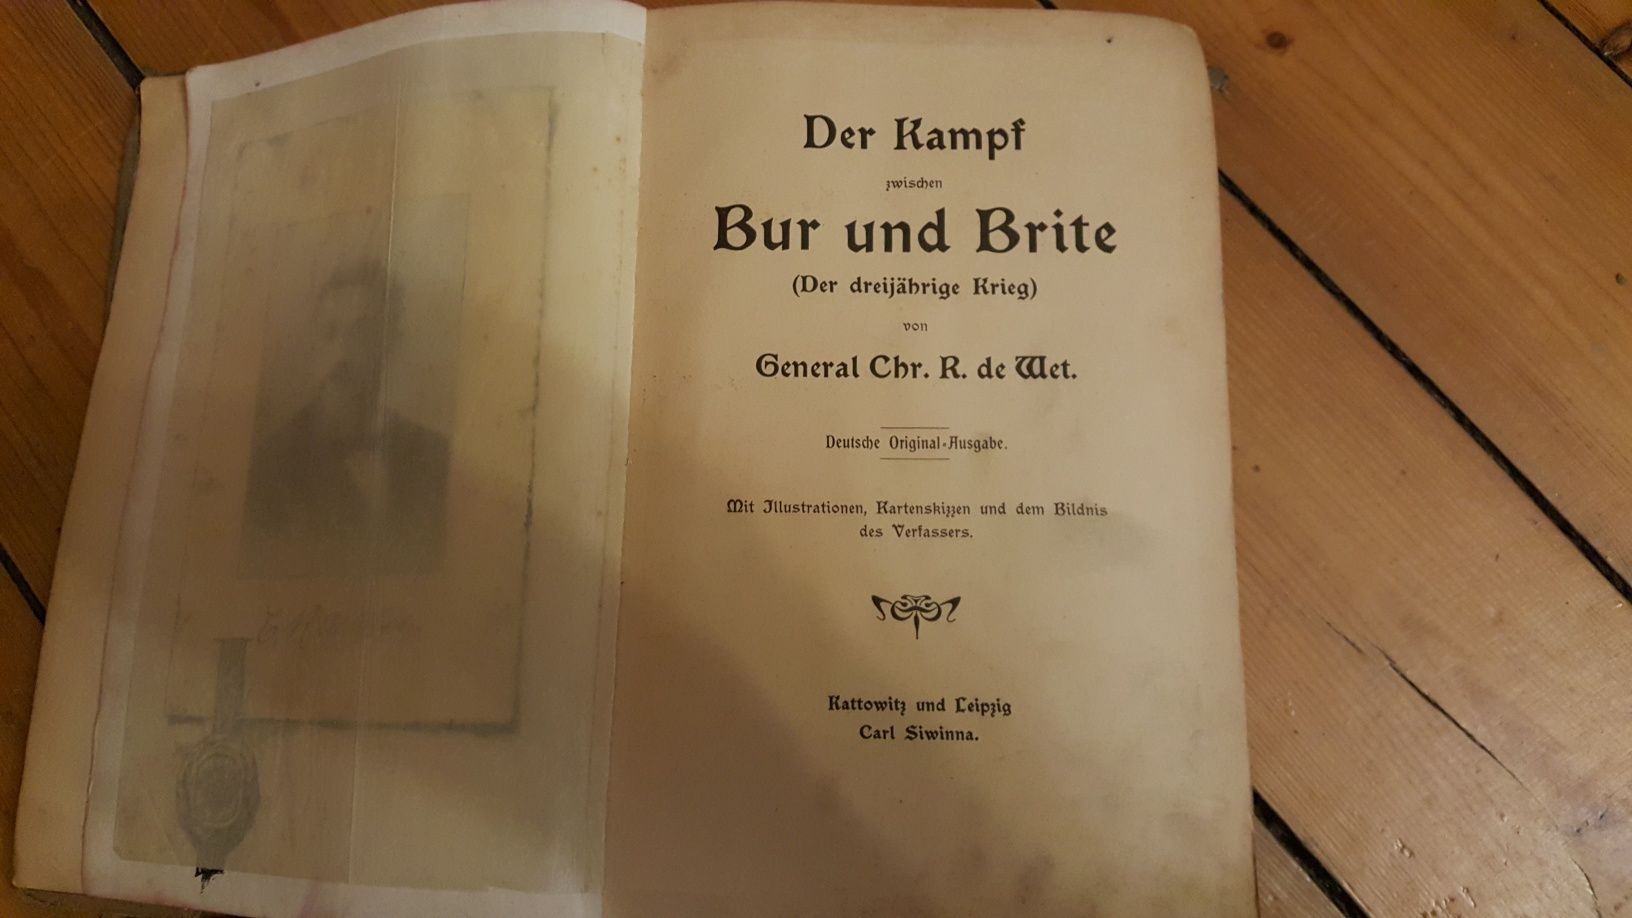 Der Kampf
zwischen
Bur und Brite
(Der dreijährige Krieg)
von
General Chr. R. de Wet.
Deutsche Original-Ausgabe.
Mit Illustrationen, Kartenskizzen und dem Bildnis
des Verfassers.
Kattowitz und Leipzig
Carl Siwinna.